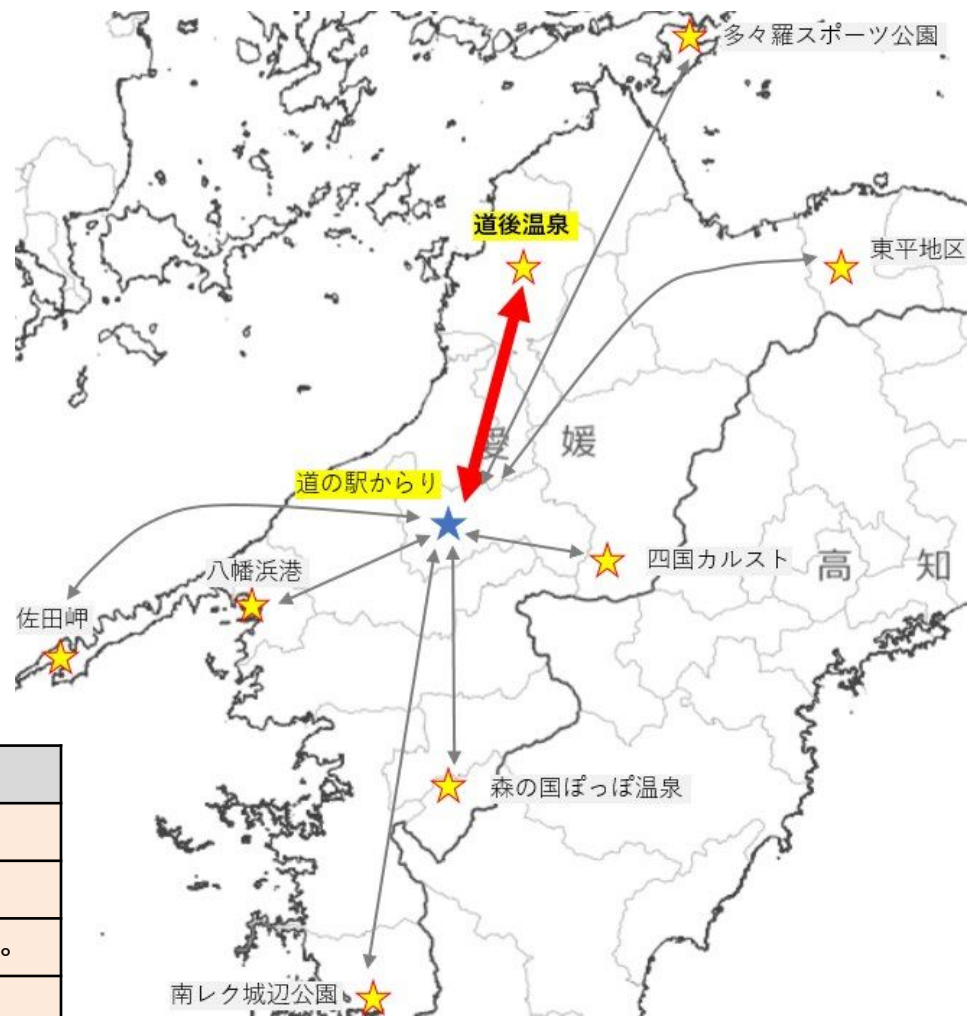 多々羅スポーツ公園
道後温泉
東平地区
愛媛
道の駅からり
八幡浜港
四国カルスト
高知
佐田岬
森の国ぽっぽ温泉
。
南レク城辺公園